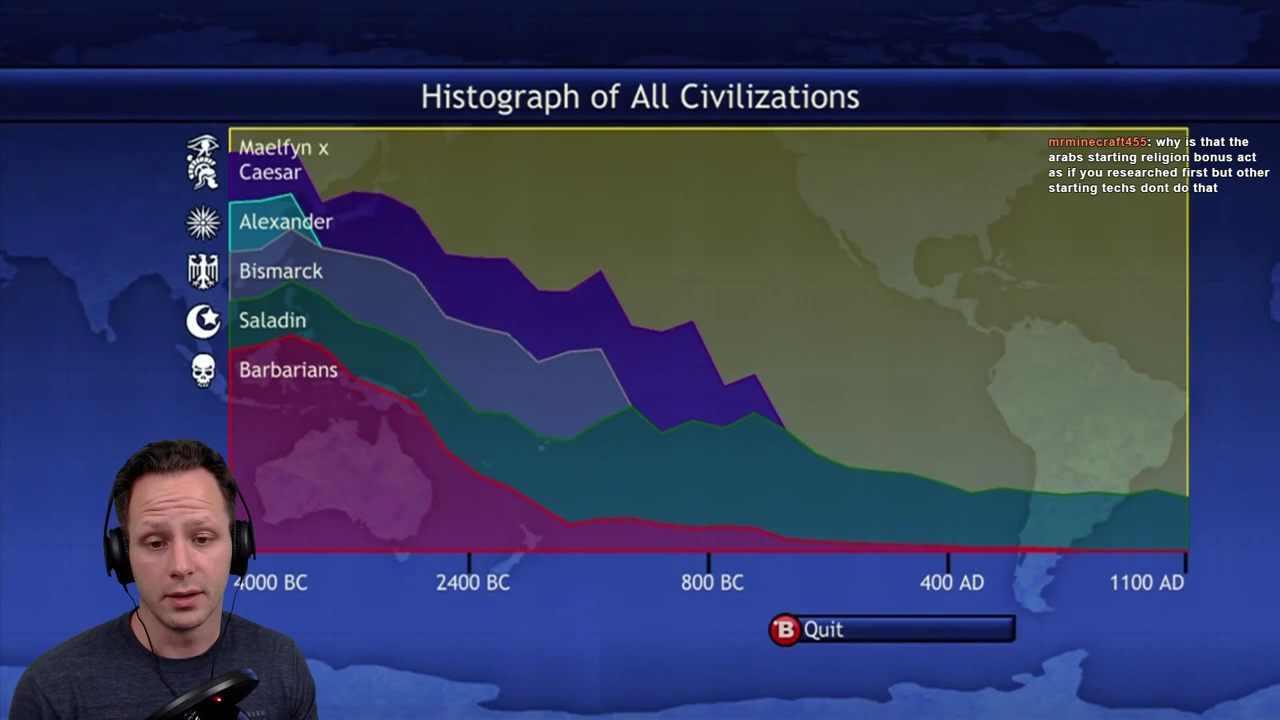 Histograph of All Civilizations
Maelfyn x
Caesar
Alexander
Bismarck
Saladin
Barbarians
mrminecraft455: why is that the
arabs starting religion bonus act
as if you researched first but other
starting techs dont do that
4000 BC
2400 BC
800 BC
400 AD
1100 AD
B Quit